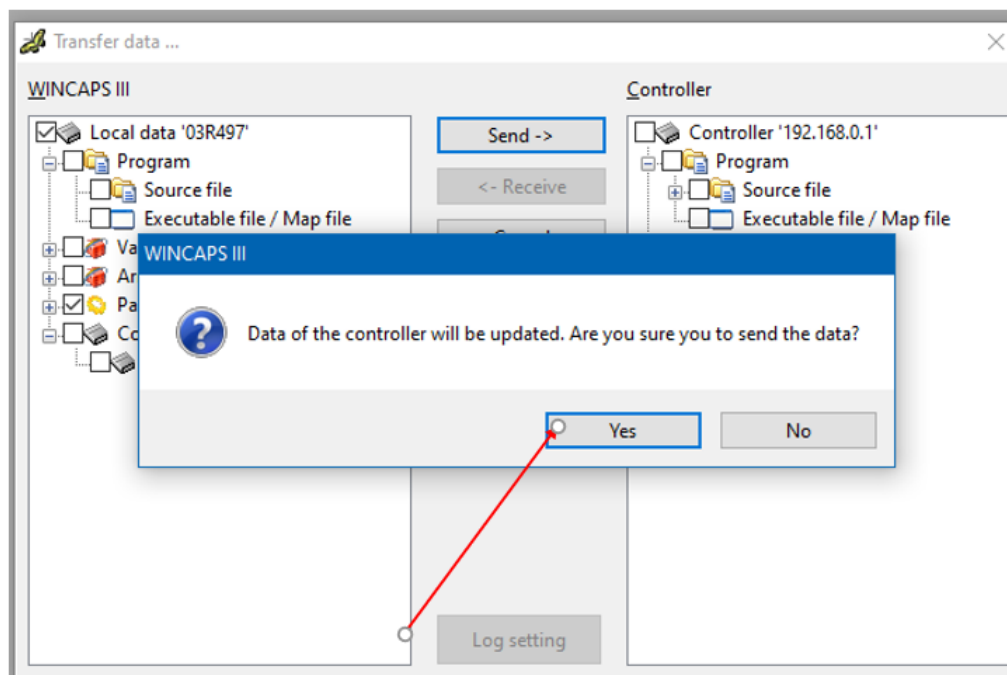 Transfer data ...
WINCAPS III
Controller
Local data '03R497'
Send ->
Controller '192.168.0.1'
Program
<- Receive
Program
Source file
Source file
Executable file / Map file
Executable file / Map file
WINCAPS III
Data of the controller will be updated. Are you sure you to send the data?
Yes
No
Log setting